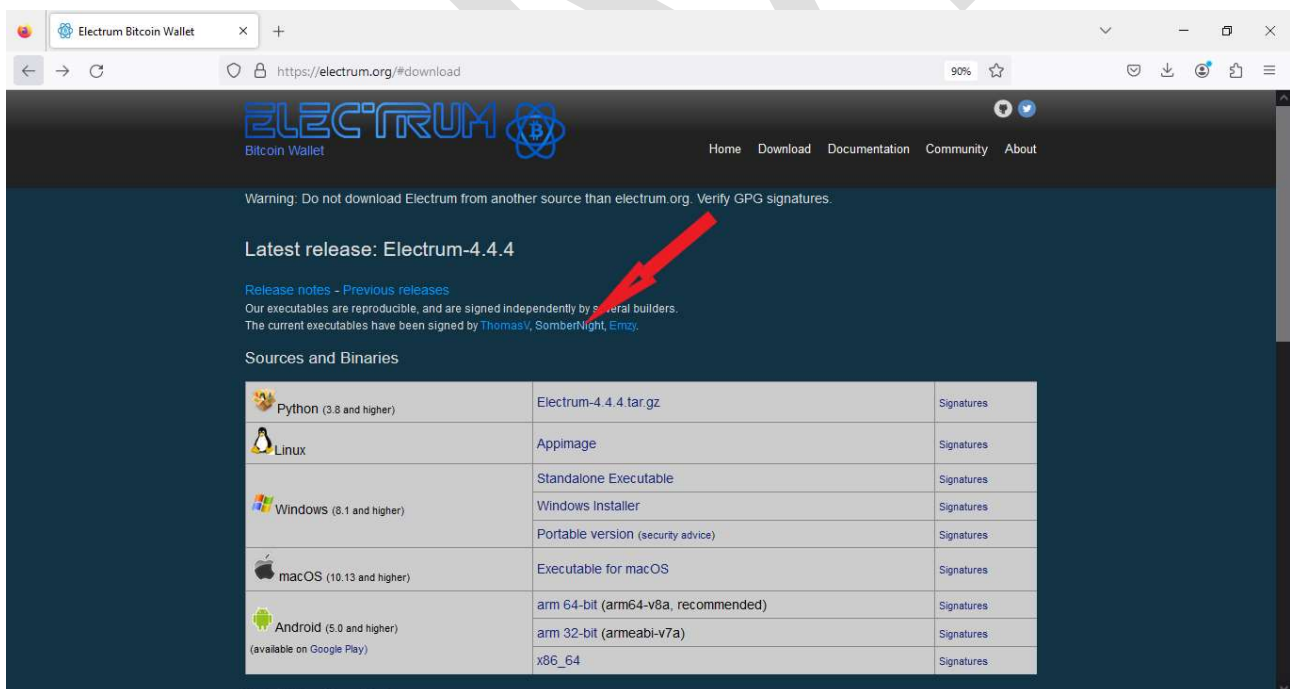 Electrum Bitcoin Wallet
https://electrum.org/#download
90%
ELECTRUM
Bitcoin Wallet
Home Download Documentation Community About
Warning: Do not download Electrum from another source than electrum.org. Verify GPG signatures.
Latest release: Electrum-4.4.4
Release notes - Previous releases
Our executables are reproducible, and are signed independently by several builders.
The current executables have been signed by ThomasV, SomberNight, Emzy.
Sources and Binaries
Python (3.8 and higher) Electrum-4.4.4.tar.gz Signatures
Linux Appimage Signatures
Standalone Executable Signatures
Windows (8.1 and higher) Windows Installer Signatures
Portable version (security advice) Signatures
macOS (10.13 and higher) Executable for macOS Signatures
arm 64-bit (arm64-v8a, recommended) Signatures
Android (5.0 and higher) arm 32-bit (armeabi-v7a) Signatures
(available on Google Play) x86_64 Signatures